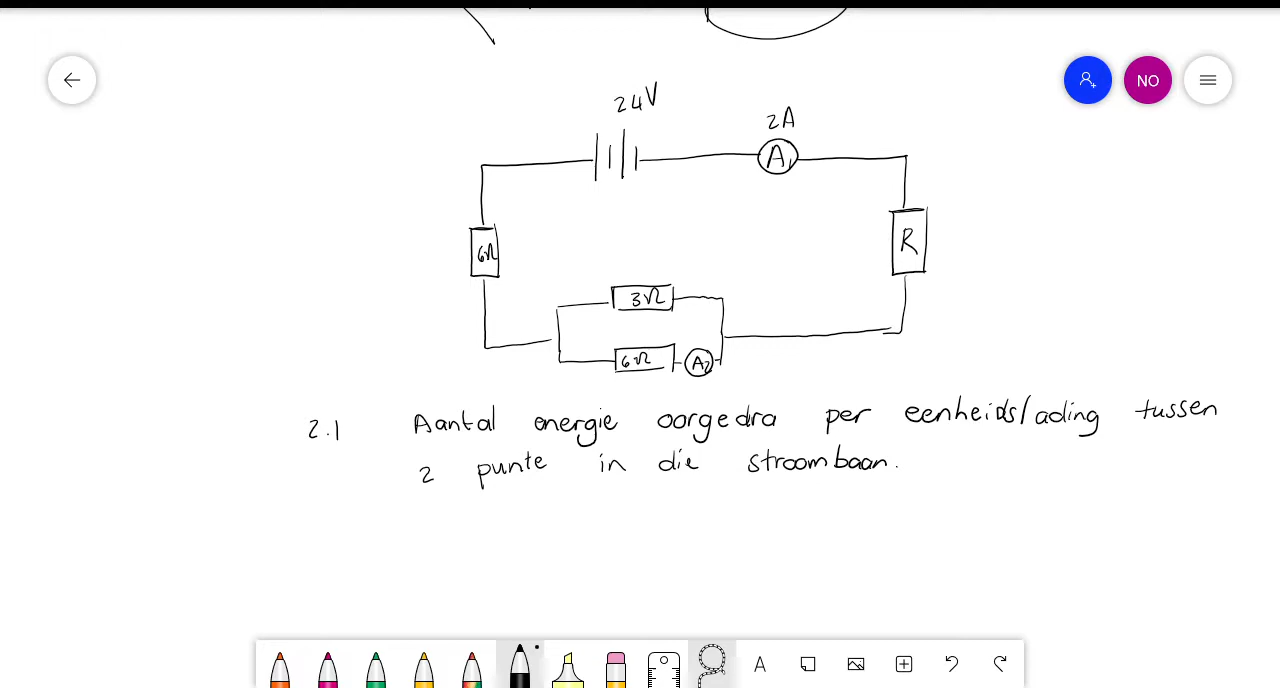 NO
24V
2A
A1
6Ω
R
3Ω
6Ω
A2
2.1 Aantal energie oorgedra per eenheidslading tussen
2 punte in die stroombaan.
A